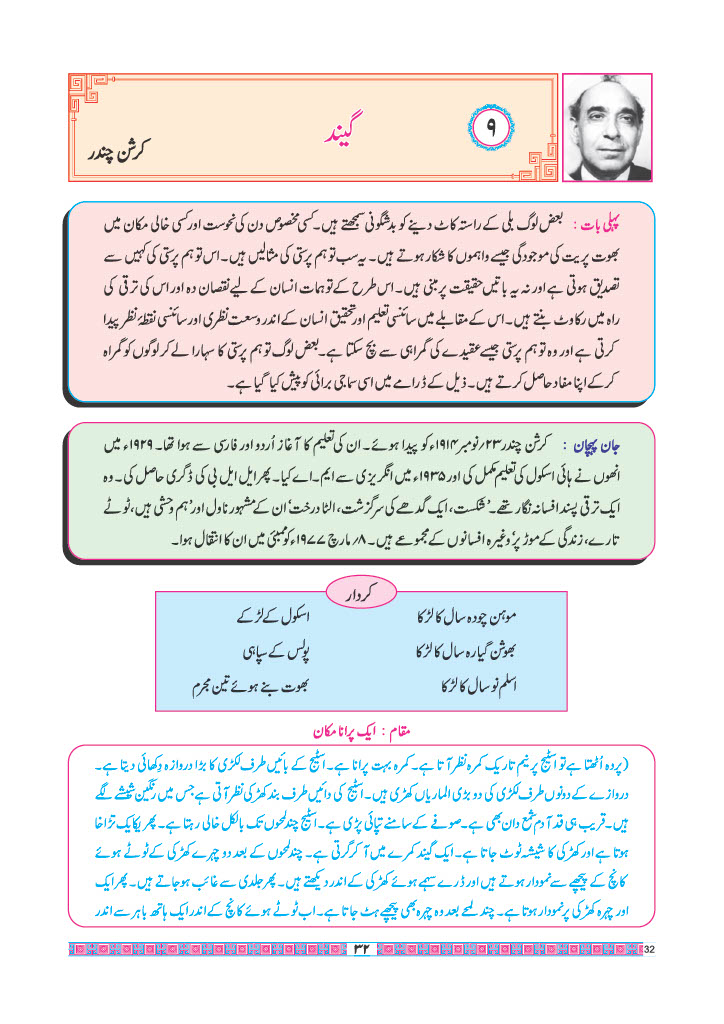 ۹
گیند
کرشن چندر
پہلی بات : بعض لوگ بلی کے راستہ کاٹ دینے کو بدشگونی سمجھتے ہیں۔ کسی مخصوص دن کی نحوست اور کسی خالی مکان میں
بھوت پریت کی موجودگی جیسے واہموں کا شکار ہوتے ہیں۔ یہ سب توہم پرستی کی مثالیں ہیں۔ اس توہم پرستی کی کہیں سے
تصدیق ہوتی ہے اور نہ یہ باتیں حقیقت پر مبنی ہیں۔ اس طرح کے توہمات انسان کے لیے نقصان دہ اور اس کی ترقی کی
راہ میں رکاوٹ بنتے ہیں۔ اس کے مقابلے میں سائنسی تعلیم اور تحقیق انسان کے اندر وسعت نظری اور سائنسی نقطۂ نظر پیدا
کرتی ہے اور وہ توہم پرستی جیسے عقیدے کی گمراہی سے بچ سکتا ہے۔ بعض لوگ توہم پرستی کا سہارا لے کر لوگوں کو گمراہ
کرکے اپنا مفاد حاصل کرتے ہیں۔ ذیل کے ڈرامے میں اسی سماجی برائی کو پیش کیا گیا ہے۔
جان پہچان : کرشن چندر ۲۳؍ نومبر ۱۹۱۴ء کو پیدا ہوئے۔ ان کی تعلیم کا آغاز اُردو اور فارسی سے ہوا تھا۔ ۱۹۲۹ء میں
انھوں نے ہائی اسکول کی تعلیم مکمل کی اور ۱۹۳۵ء میں انگریزی سے ایم۔اے کیا۔ پھر ایل ایل بی کی ڈگری حاصل کی۔ وہ
ایک ترقی پسند افسانہ نگار تھے۔ 'شکست، ایک گدھے کی سرگزشت، الٹا درخت' ان کے مشہور ناول اور 'ہم وحشی ہیں، ٹوٹے
تارے، زندگی کے موڑ پر' وغیرہ افسانوں کے مجموعے ہیں۔ ۸؍ مارچ ۱۹۷۷ء کو ممبئی میں ان کا انتقال ہوا۔
کردار
موہن چودہ سال کا لڑکا اسکول کے لڑکے
بھوشن گیارہ سال کا لڑکا پولس کے سپاہی
اسلم نو سال کا لڑکا بھوت بنے ہوئے تین مجرم
مقام : ایک پرانا مکان
(پردہ اُٹھتا ہے تو اسٹیج پر نیم تاریک کمرہ نظر آتا ہے۔ کمرہ بہت پرانا ہے۔ اسٹیج کے بائیں طرف لکڑی کا بڑا دروازہ دِکھائی دیتا ہے۔
دروازے کے دونوں طرف لکڑی کی دو بڑی الماریاں کھڑی ہیں۔ اسٹیج کی دائیں طرف بند کھڑکی نظر آتی ہے جس میں رنگین شیشے لگے
ہیں۔ قریب ہی قد آدم شمع دان بھی ہے۔ صوفے کے سامنے تپائی پڑی ہے۔ اسٹیج چند لمحوں تک بالکل خالی رہتا ہے۔ پھر یکایک تڑاخا
ہوتا ہے اور کھڑکی کا شیشہ ٹوٹ جاتا ہے۔ ایک گیند کمرے میں آکر گرتی ہے۔ چند لمحوں کے بعد دو چہرے کھڑکی کے ٹوٹے ہوئے
کانچ کے پیچھے سے نمودار ہوتے ہیں اور ڈرے سہمے ہوئے کھڑکی کے اندر دیکھتے ہیں۔ پھر جلدی سے غائب ہوجاتے ہیں۔ پھر ایک
اور چہرہ کھڑکی پر نمودار ہوتا ہے۔ چند لمحے بعد وہ چہرہ بھی پیچھے ہٹ جاتا ہے۔ اب ٹوٹے ہوئے کانچ کے اندر ایک ہاتھ باہر سے اندر
۳۲
32